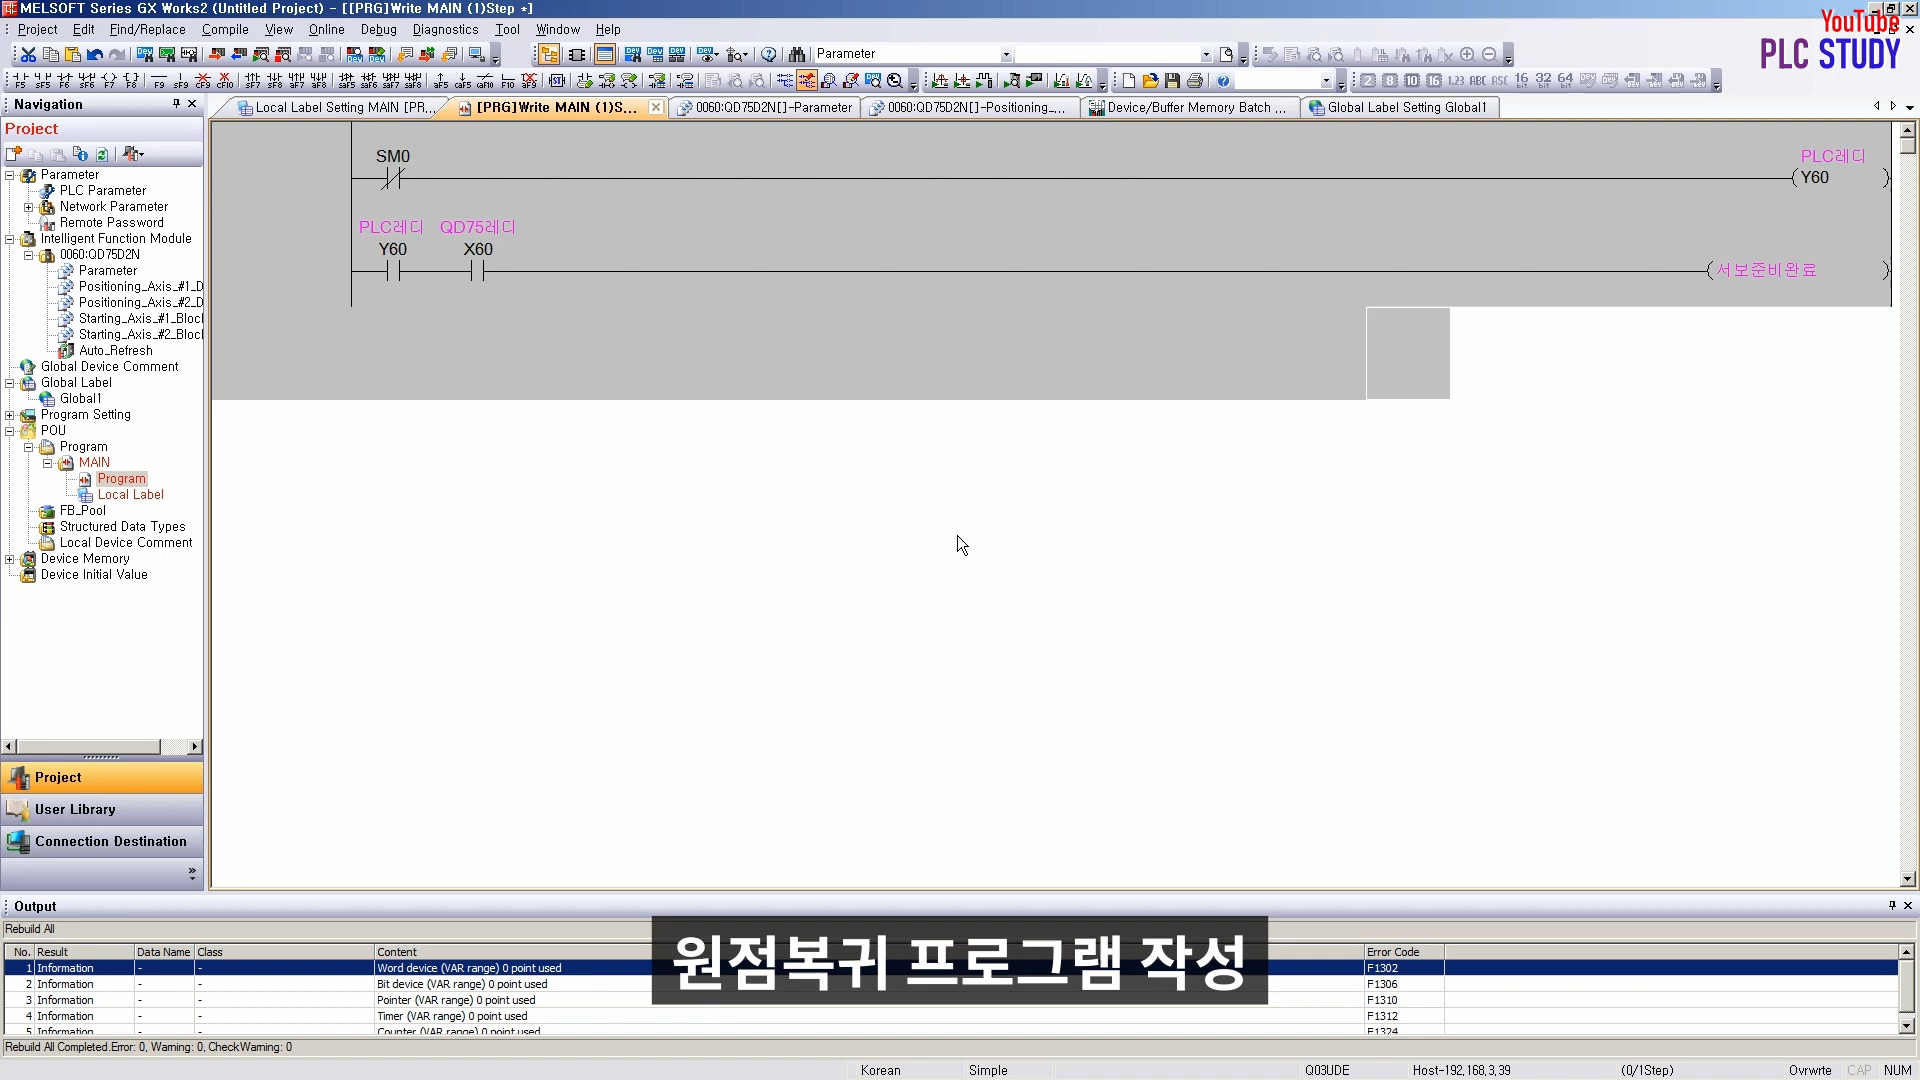 MELSOFT Series GX Works2 (Untitled Project) - [[PRG]Write MAIN (1)Step *]
Project Edit Find/Replace Compile View Online Debug Diagnostics Tool Window Help
YouTube
PLC STUDY
Parameter
Navigation
Local Label Setting MAIN [PR...
[PRG]Write MAIN (1)S...
0060:QD75D2N[]-Parameter
0060:QD75D2N[]-Positioning_...
Device/Buffer Memory Batch ...
Global Label Setting Global1
Project
Parameter
PLC Parameter
Network Parameter
Remote Password
Intelligent Function Module
0060:QD75D2N
Parameter
Positioning_Axis_#1_D
Positioning_Axis_#2_D
Starting_Axis_#1_Bloc
Starting_Axis_#2_Bloc
Auto_Refresh
Global Device Comment
Global Label
Global1
Program Setting
POU
Program
MAIN
Program
Local Label
FB_Pool
Structured Data Types
Local Device Comment
Device Memory
Device Initial Value
SM0
PLC레디
Y60
PLC레디 QD75레디
Y60 X60
서보준비완료
Project
User Library
Connection Destination
Output
Rebuild All
No. Result Data Name Class Content Error Code
1 Information - - Word device (VAR range) 0 point used F1302
2 Information - - Bit device (VAR range) 0 point used F1306
3 Information - - Pointer (VAR range) 0 point used F1310
4 Information - - Timer (VAR range) 0 point used F1312
5 Information - - Counter (VAR range) 0 point used F1324
원점복귀 프로그램 작성
Rebuild All Completed.Error: 0, Warning: 0, CheckWarning: 0
Korean Simple Q03UDE Host-192.168.3.39 (0/1Step) Ovrwrte CAP NUM